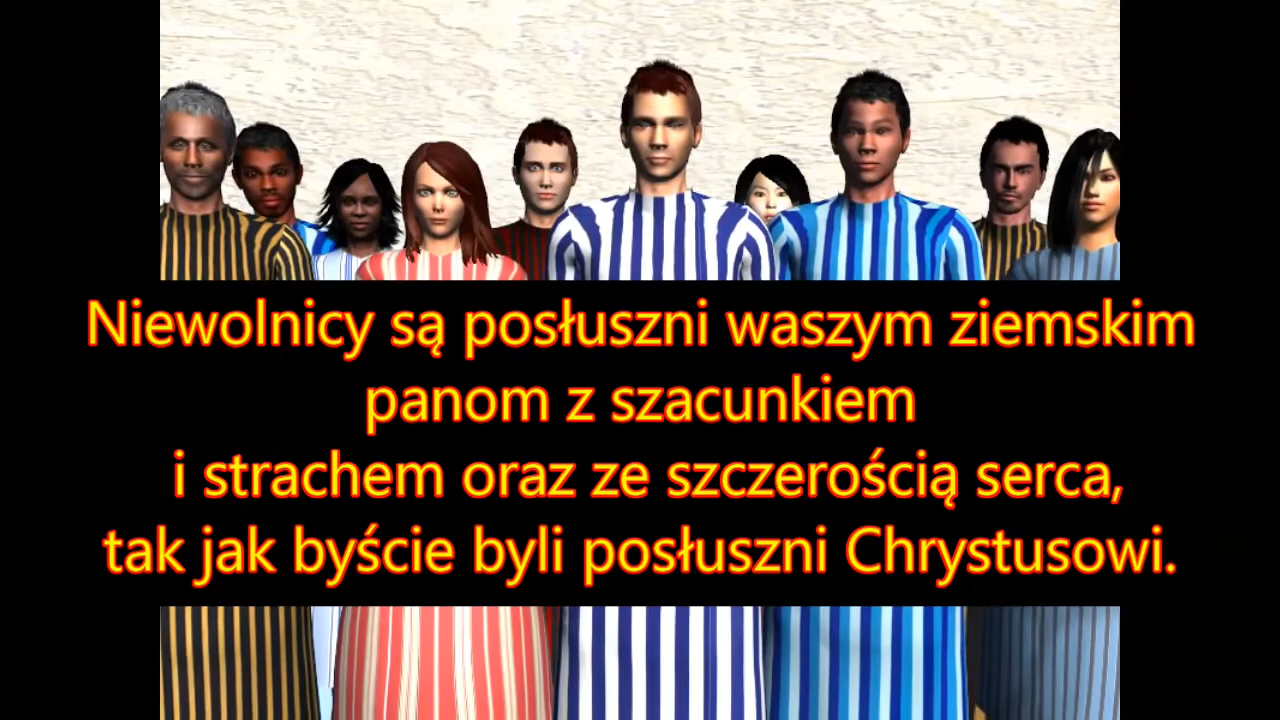 Niewolnicy są posłuszni waszym ziemskim
panom z szacunkiem
i strachem oraz ze szczerością serca,
tak jak byście byli posłuszni Chrystusowi.